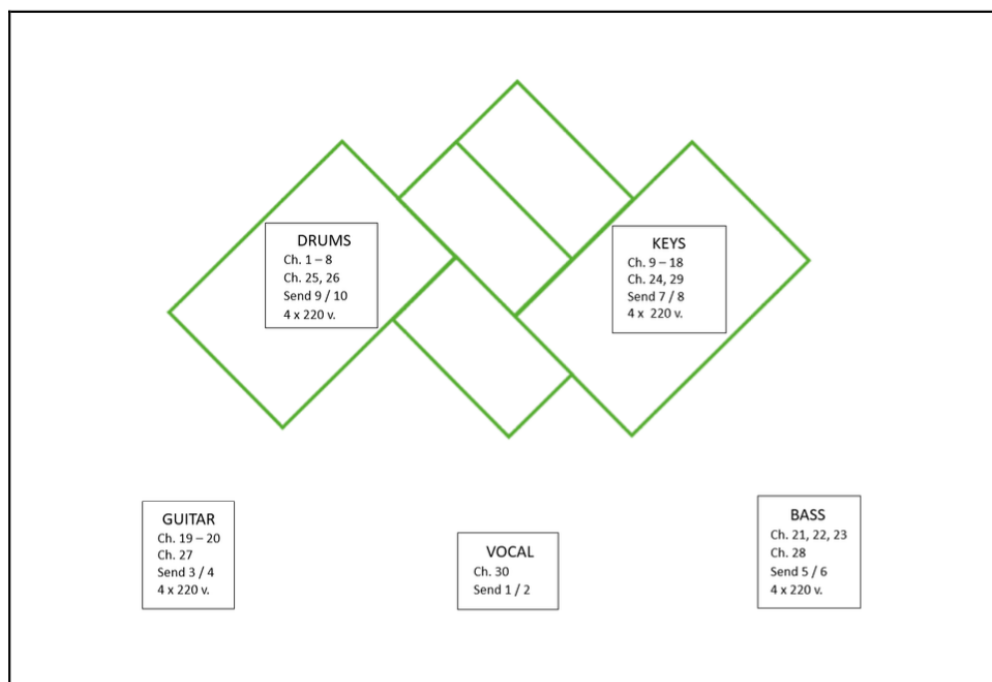 DRUMS
Ch. 1 – 8
Ch. 25, 26
Send 9 / 10
4 x 220 v.
KEYS
Ch. 9 – 18
Ch. 24, 29
Send 7 / 8
4 x 220 v.
GUITAR
Ch. 19 – 20
Ch. 27
Send 3 / 4
4 x 220 v.
VOCAL
Ch. 30
Send 1 / 2
BASS
Ch. 21, 22, 23
Ch. 28
Send 5 / 6
4 x 220 v.